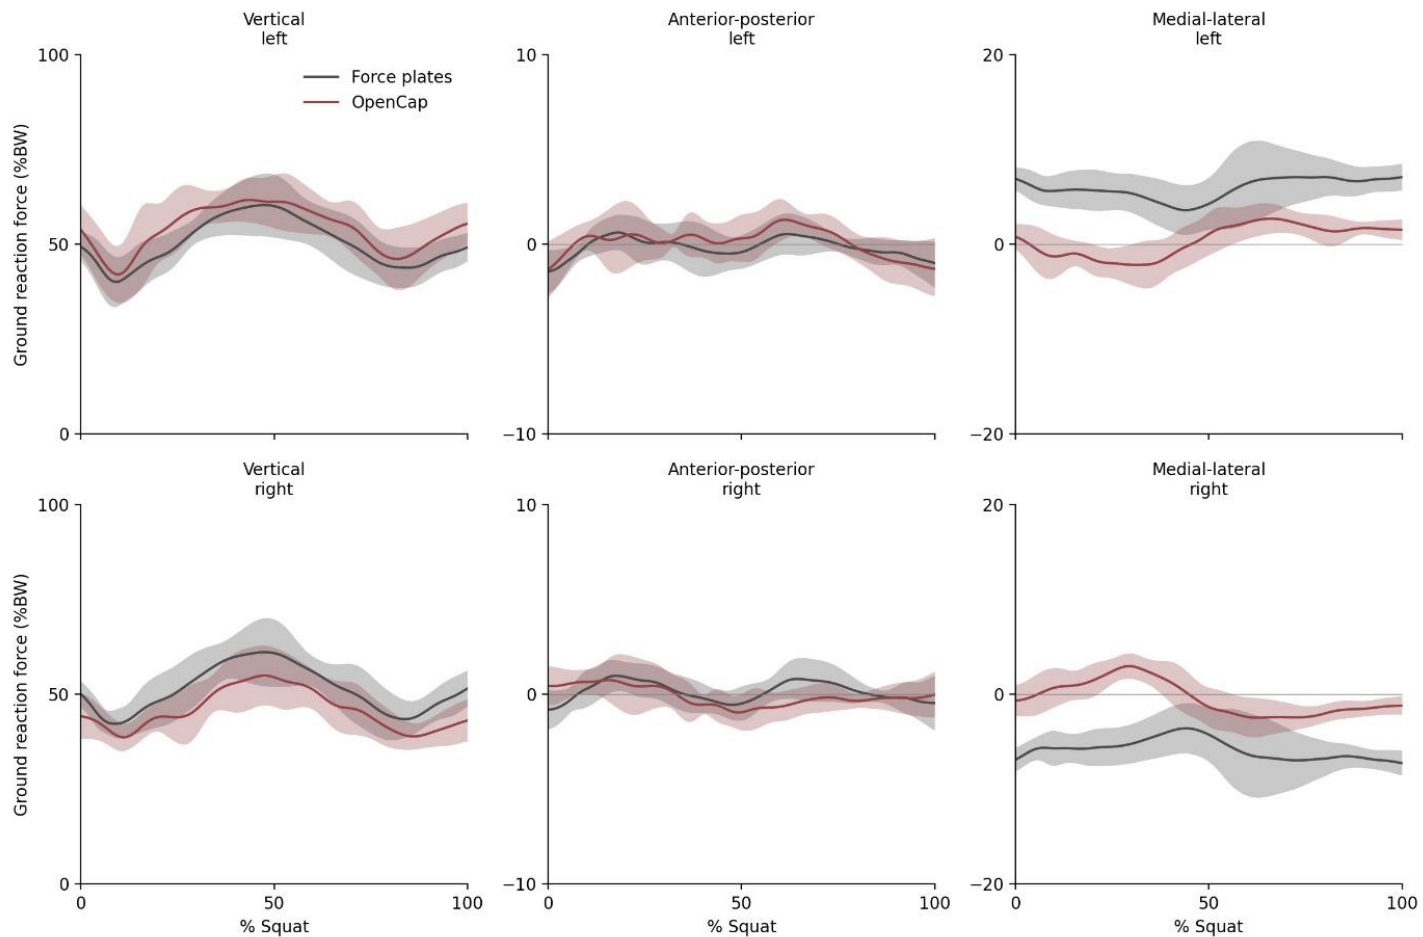 Vertical
left
Anterior-posterior
left
Medial-lateral
left
Ground reaction force (%BW)
100
50
0
Force plates
OpenCap
0
50
100
10
0
−10
0
50
100
20
0
−20
0
50
100
Vertical
right
Anterior-posterior
right
Medial-lateral
right
Ground reaction force (%BW)
100
50
0
10
0
−10
20
0
−20
% Squat
% Squat
% Squat